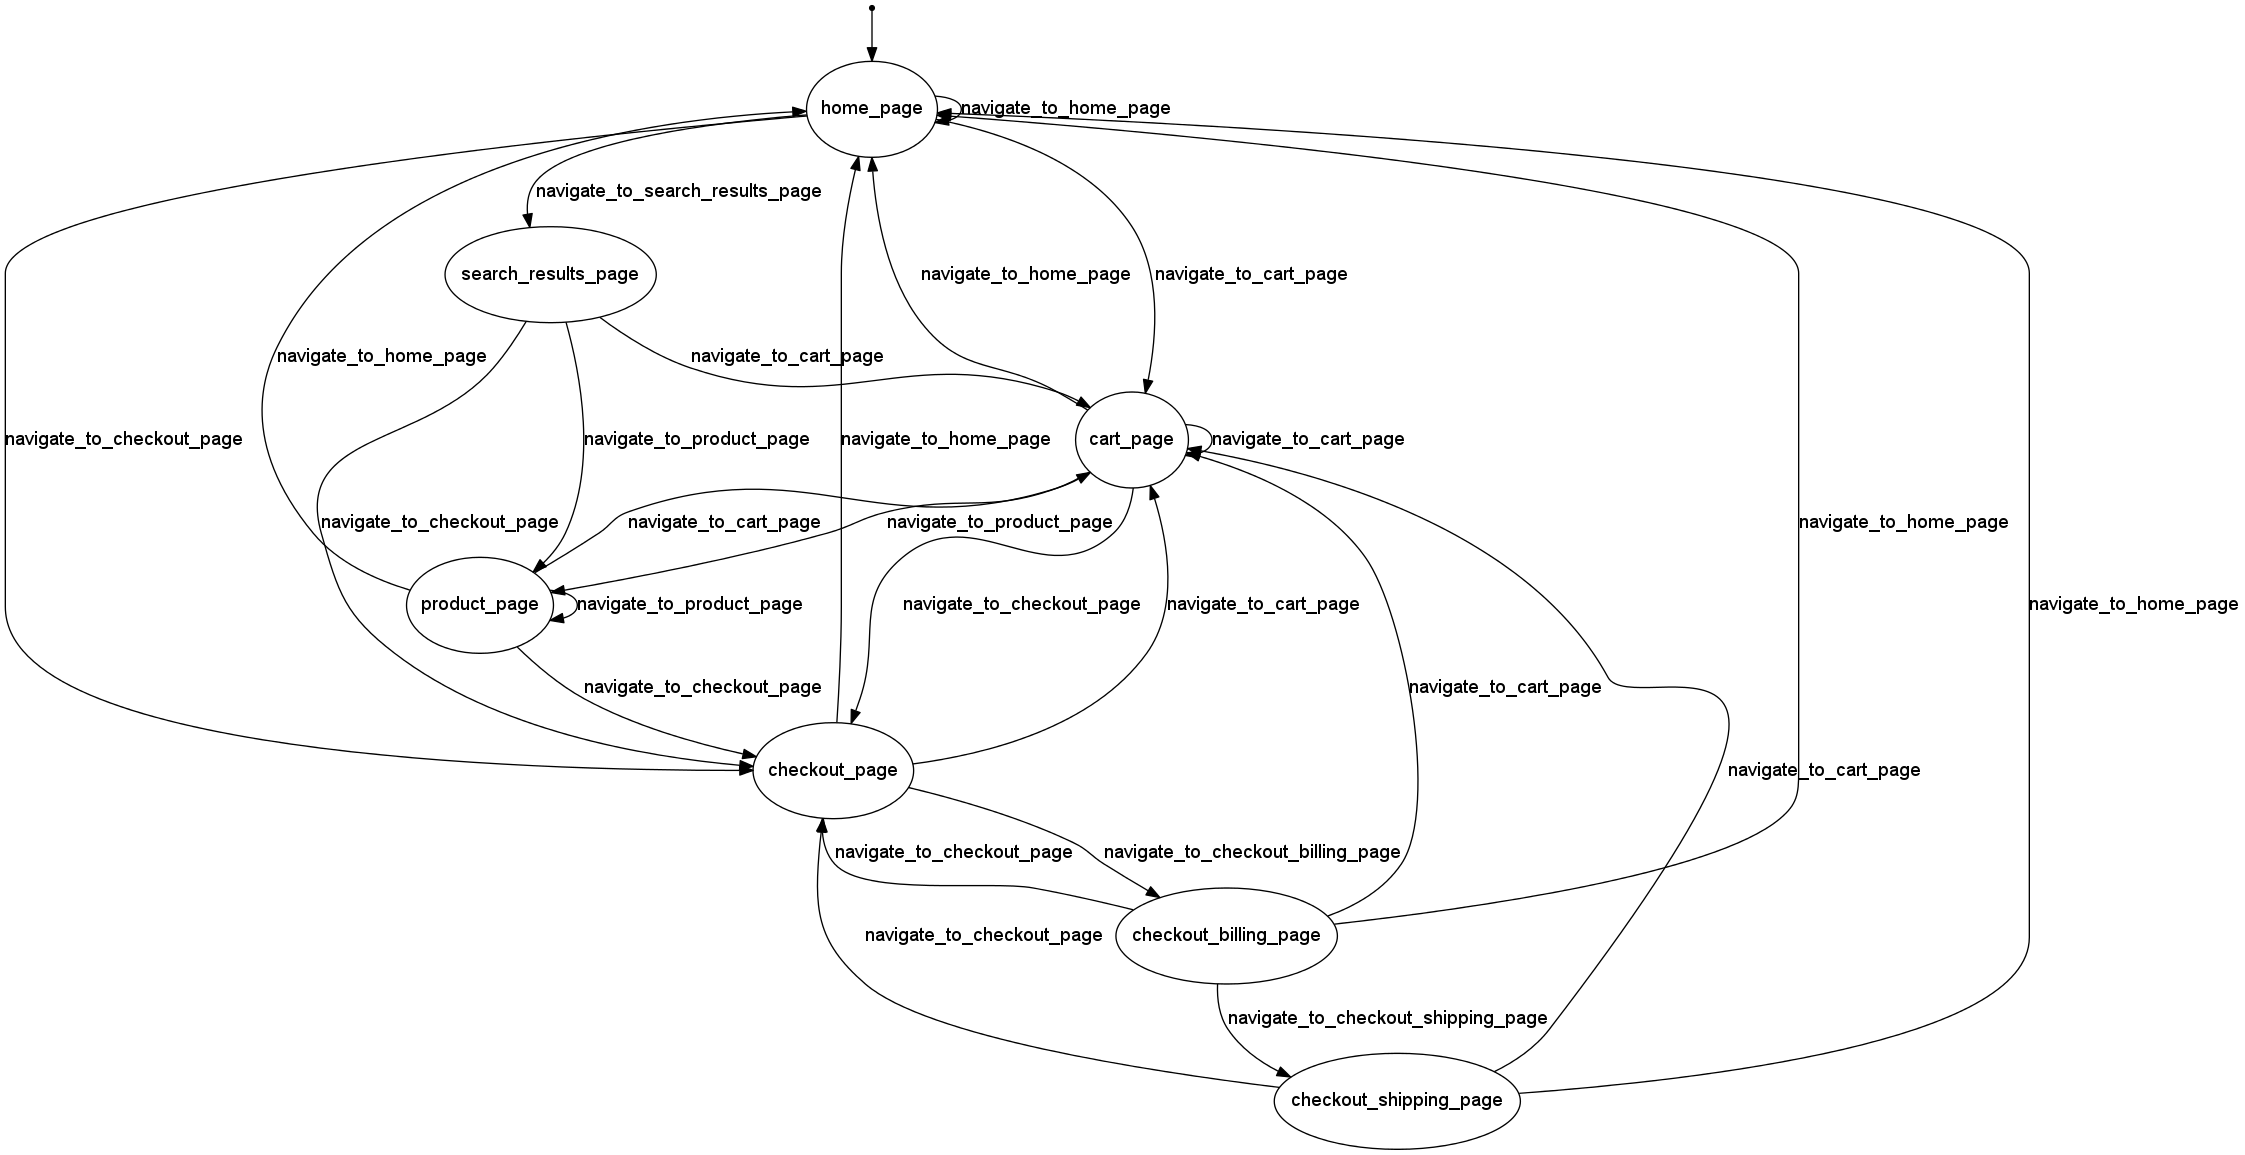 home_page
navigate_to_home_page
navigate_to_search_results_page
search_results_page
navigate_to_home_page
navigate_to_cart_page
navigate_to_home_page
navigate_to_cart_page
navigate_to_checkout_page
navigate_to_product_page
navigate_to_home_page
cart_page
navigate_to_cart_page
navigate_to_checkout_page
navigate_to_cart_page
navigate_to_product_page
navigate_to_home_page
product_page
navigate_to_product_page
navigate_to_checkout_page
navigate_to_cart_page
navigate_to_home_page
navigate_to_checkout_page
navigate_to_cart_page
checkout_page
navigate_to_cart_page
navigate_to_checkout_page
navigate_to_checkout_billing_page
navigate_to_checkout_page
checkout_billing_page
navigate_to_checkout_shipping_page
checkout_shipping_page